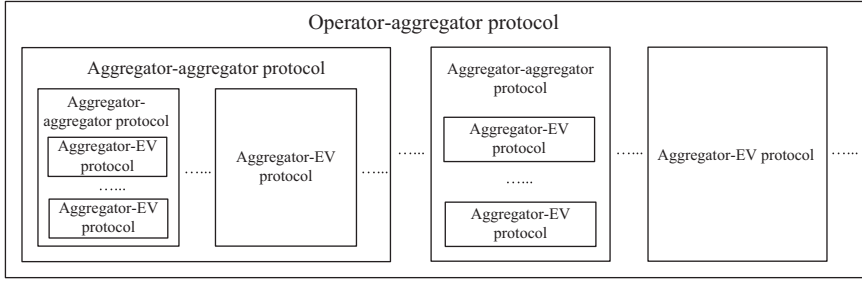 Operator-aggregator protocol
Aggregator-aggregator protocol
Aggregator-
aggregator protocol
Aggregator-EV
protocol
…...
Aggregator-EV
protocol
…...
Aggregator-EV
protocol
…...
…...
Aggregator-aggregator
protocol
Aggregator-EV
protocol
…...
Aggregator-EV
protocol
…...
Aggregator-EV protocol
…...